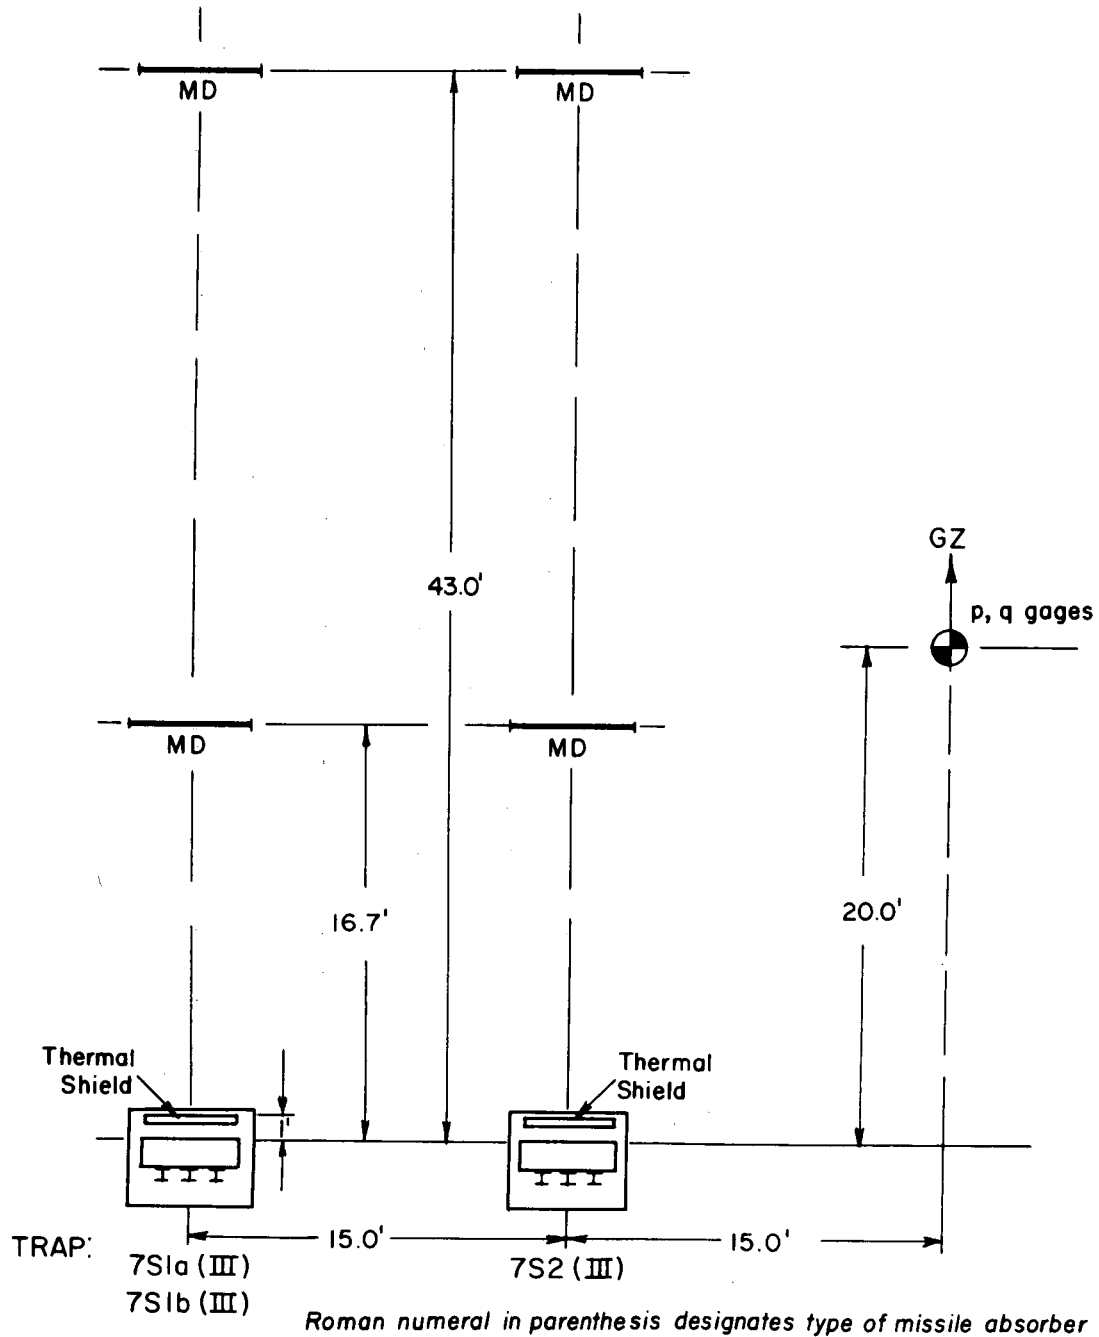 MD
MD
43.0'
GZ
p, q gages
MD
MD
16.7'
20.0'
Thermal
Shield
Thermal
Shield
1'
15.0'
15.0'
TRAP:
7S1a (III)
7S2 (III)
7S1b (III)
Roman numeral in parenthesis designates type of missile absorber